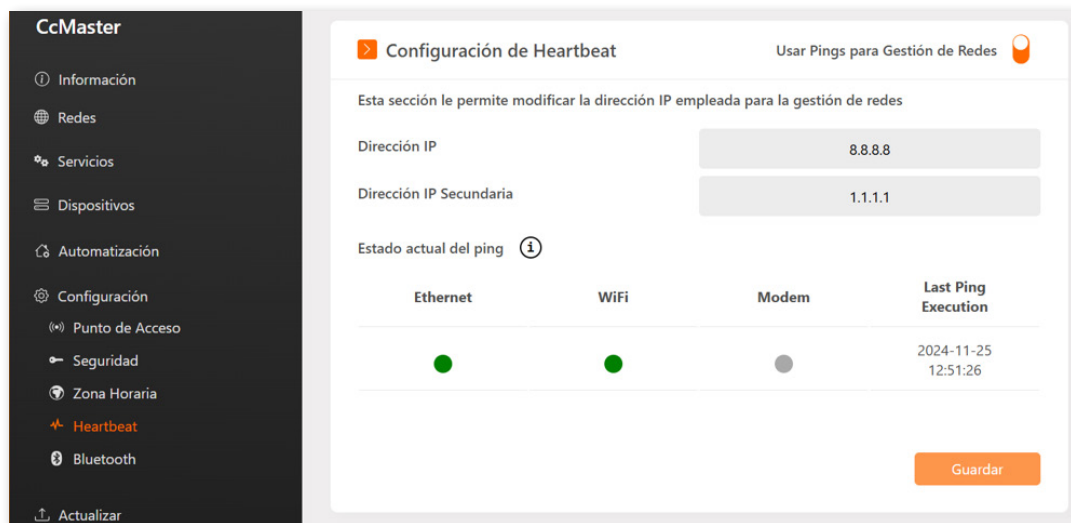 CcMaster
Información
Redes
Servicios
Dispositivos
Automatización
Configuración
Punto de Acceso
Seguridad
Zona Horaria
Heartbeat
Bluetooth
Actualizar
Configuración de Heartbeat
Usar Pings para Gestión de Redes
Esta sección le permite modificar la dirección IP empleada para la gestión de redes
Dirección IP
8.8.8.8
Dirección IP Secundaria
1.1.1.1
Estado actual del ping
Ethernet
WiFi
Modem
Last Ping
Execution
2024-11-25
12:51:26
Guardar